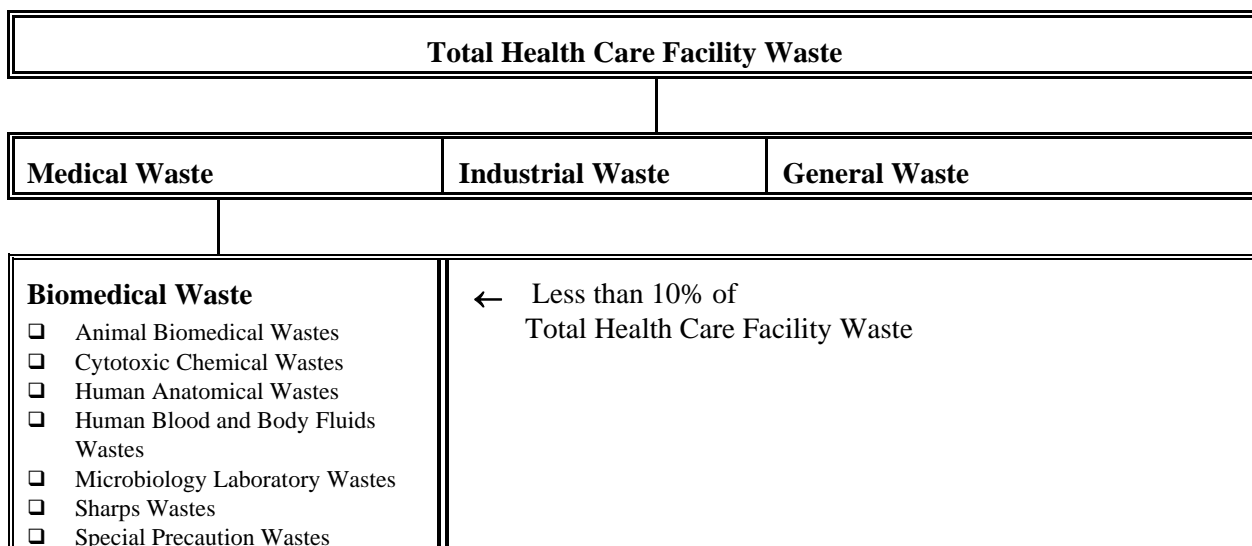 Total Health Care Facility Waste
Medical Waste
Industrial Waste
General Waste
Biomedical Waste
❑ Animal Biomedical Wastes
❑ Cytotoxic Chemical Wastes
❑ Human Anatomical Wastes
❑ Human Blood and Body Fluids
Wastes
❑ Microbiology Laboratory Wastes
❑ Sharps Wastes
❑ Special Precaution Wastes
← Less than 10% of
Total Health Care Facility Waste